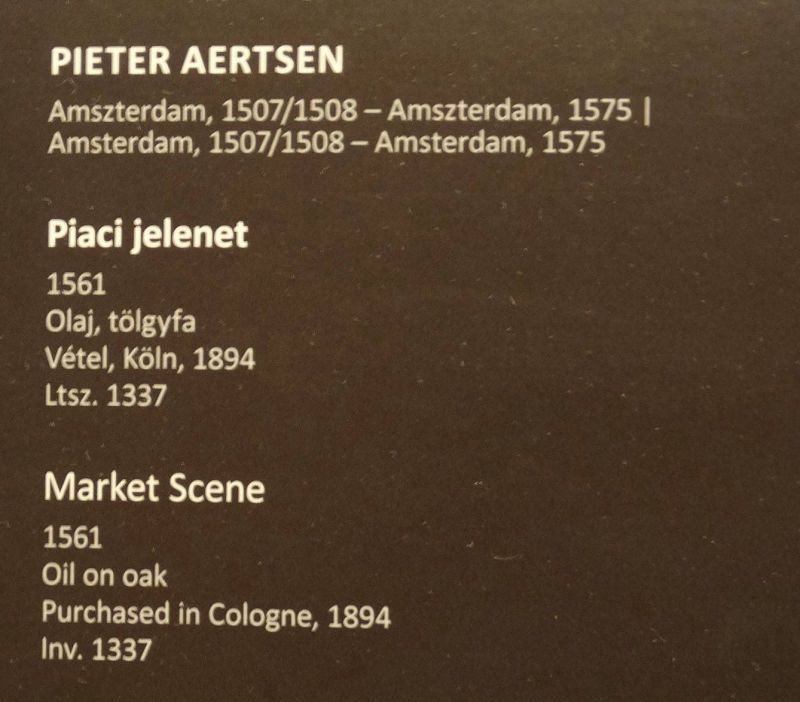 PIETER AERTSEN
Amszterdam, 1507/1508 – Amszterdam, 1575 |
Amsterdam, 1507/1508 – Amsterdam, 1575
Piaci jelenet
1561
Olaj, tölgyfa
Vétel, Köln, 1894
Ltsz. 1337
Market Scene
1561
Oil on oak
Purchased in Cologne, 1894
Inv. 1337